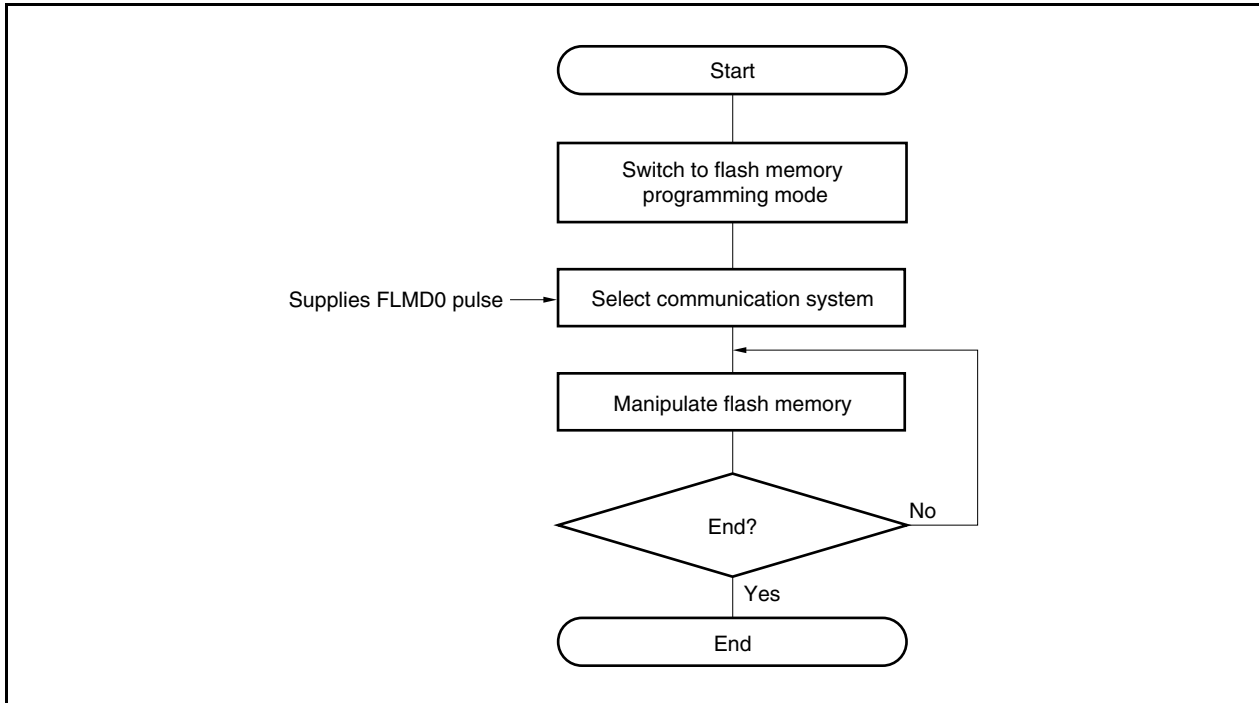 Start
Switch to flash memory
programming mode
Supplies FLMD0 pulse
Select communication system
Manipulate flash memory
End?
No
Yes
End